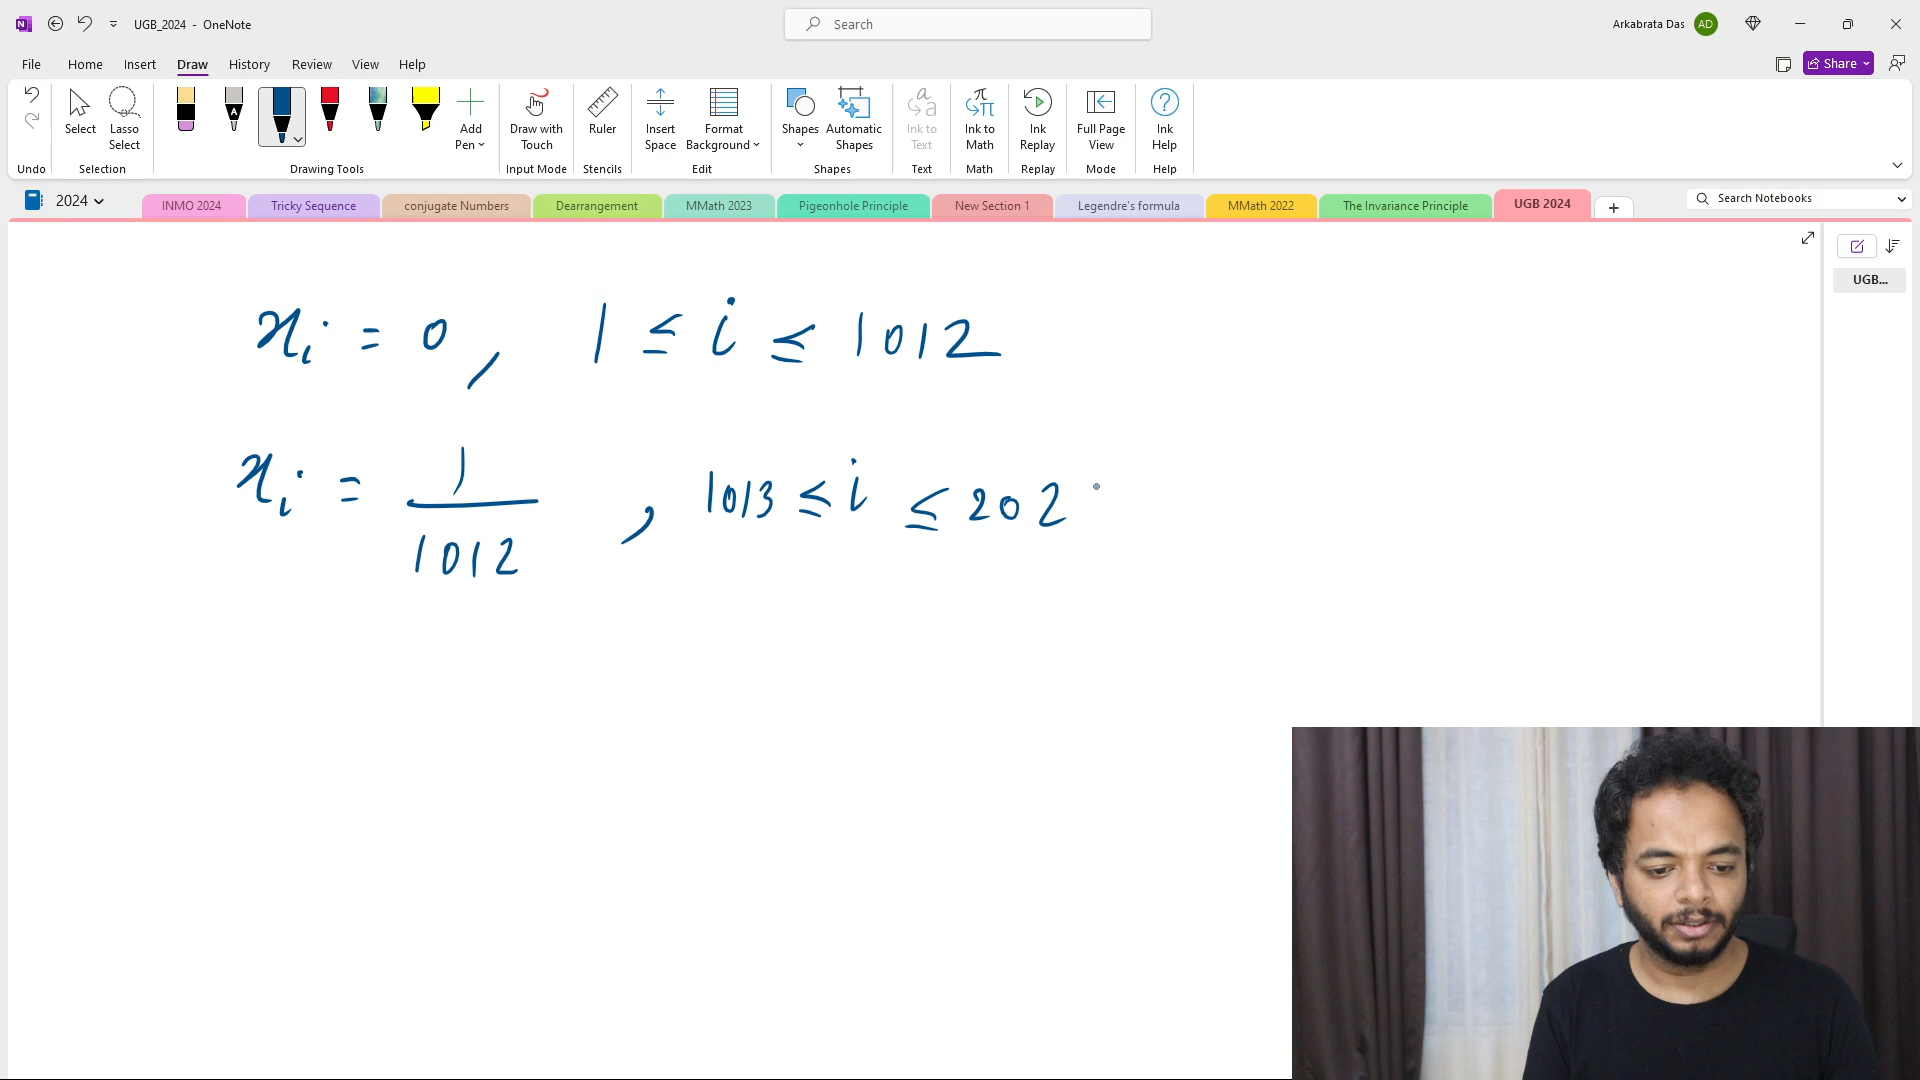 UGB_2024 - OneNote
Search
Arkabrata Das AD
File Home Insert Draw History Review View Help
Share
Select Lasso Select Add Pen Draw with Touch Ruler Insert Space Format Background Shapes Automatic Shapes Ink to Text Ink to Math Ink Replay Full Page View Ink Help
Undo Selection Drawing Tools Input Mode Stencils Edit Shapes Text Math Replay Mode Help
2024 INMO 2024 Tricky Sequence conjugate Numbers Dearrangement MMath 2023 Pigeonhole Principle New Section 1 Legendre's formula MMath 2022 The Invariance Principle UGB 2024 + Search Notebooks
UGB...
x_i = 0, 1 ≤ i ≤ 1012
x_i = 1/1012, 1013 ≤ i ≤ 202